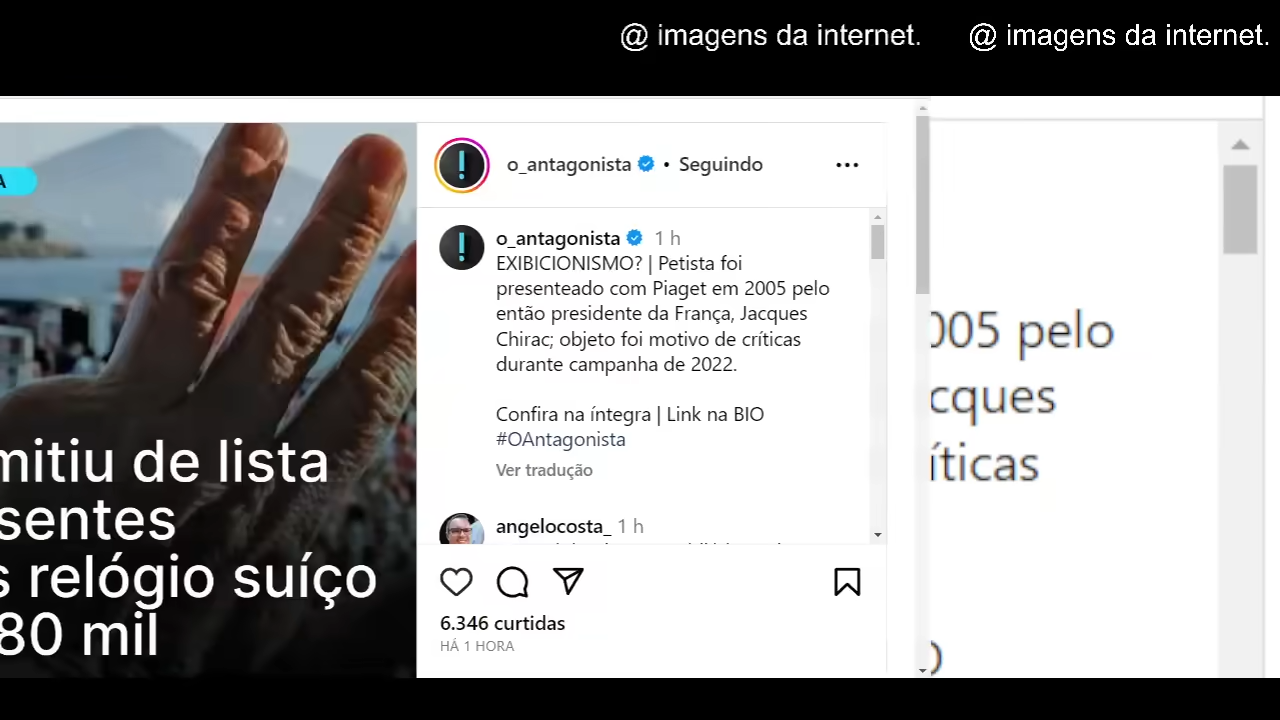 @ imagens da internet.
@ imagens da internet.
A
o_antagonista • Seguindo
o_antagonista 1 h
EXIBICIONISMO? | Petista foi
presenteado com Piaget em 2005 pelo
então presidente da França, Jacques
Chirac; objeto foi motivo de críticas
durante campanha de 2022.
Confira na íntegra | Link na BIO
#OAntagonista
Ver tradução
angelocosta_ 1 h
6.346 curtidas
HÁ 1 HORA
mitiu de lista
sentes
s relógio suíço
80 mil
005 pelo
cques
íticas